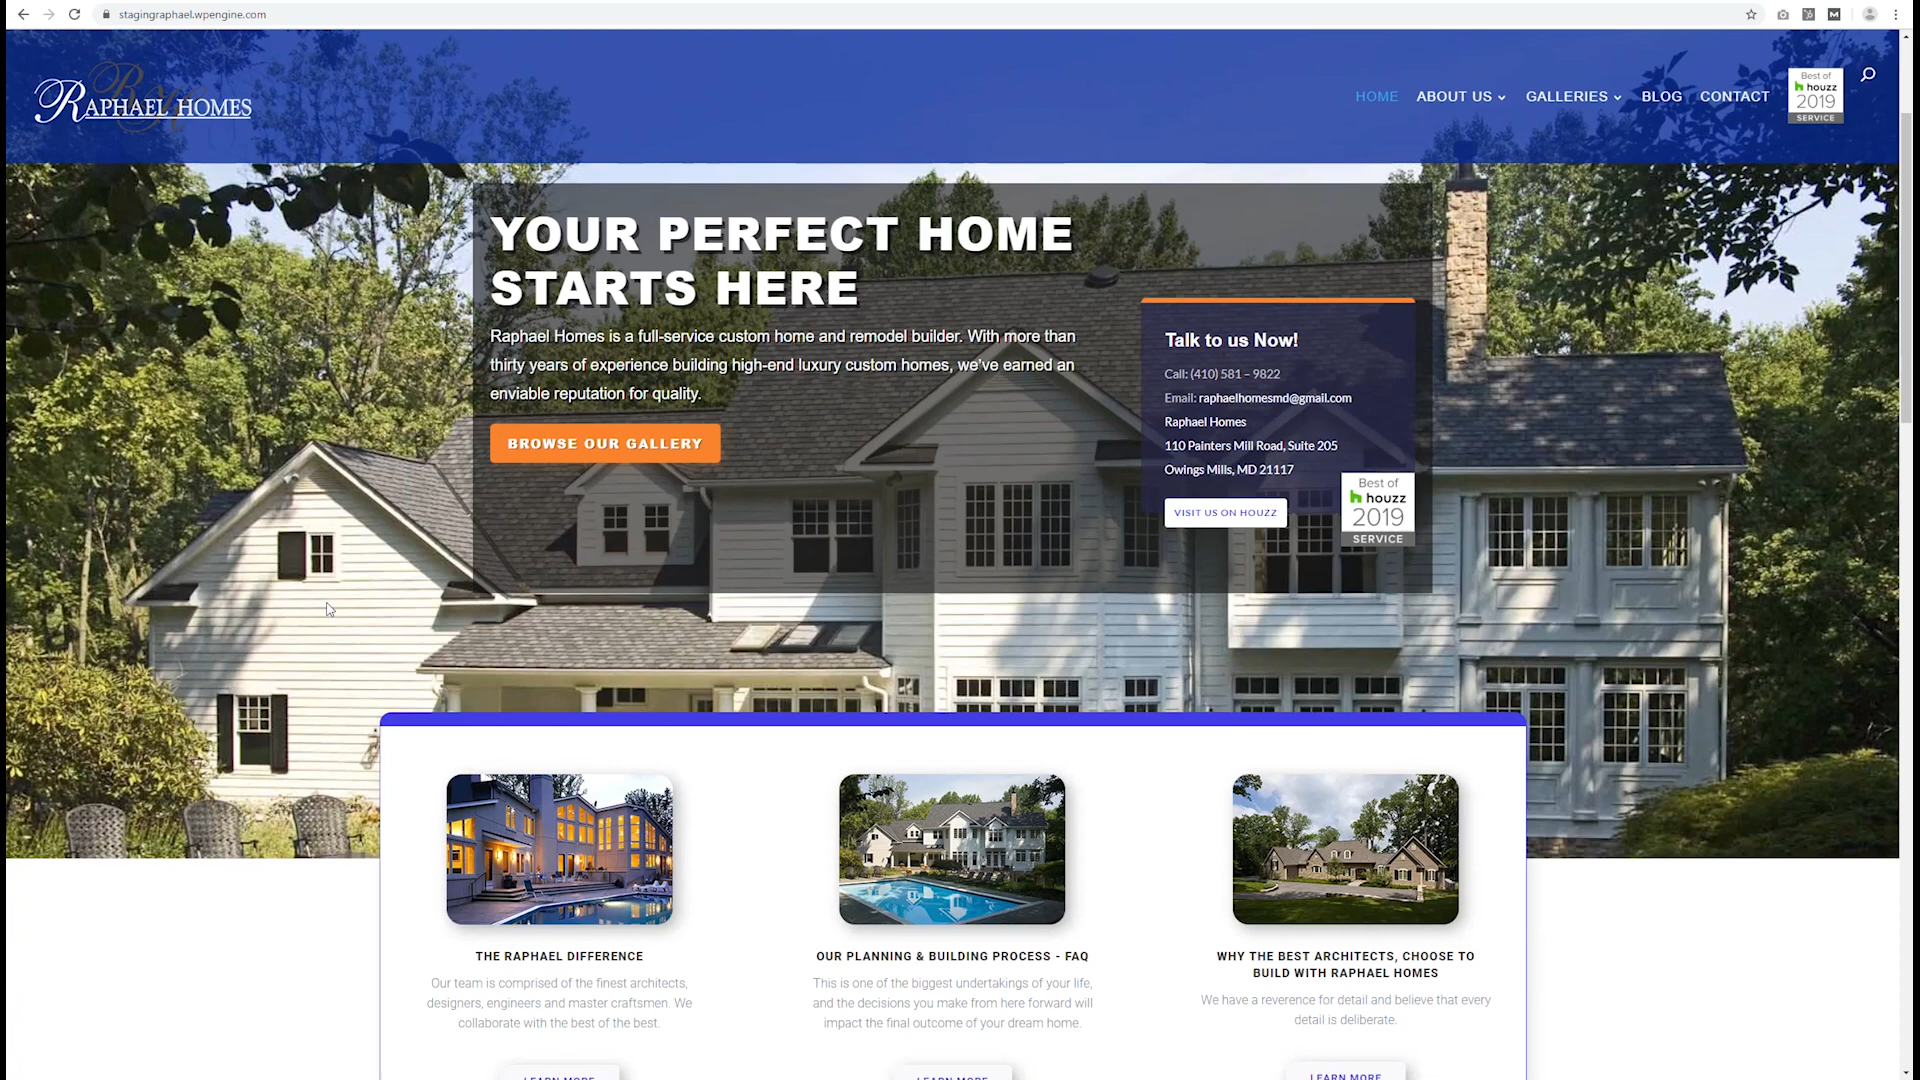 stagingraphael.wpengine.com
RAPHAEL HOMES
HOME
ABOUT US
GALLERIES
BLOG
CONTACT
Best of
houzz
2019
SERVICE
YOUR PERFECT HOME
STARTS HERE
Raphael Homes is a full-service custom home and remodel builder. With more than
thirty years of experience building high-end luxury custom homes, we've earned an
enviable reputation for quality.
BROWSE OUR GALLERY
Talk to us Now!
Call: (410) 581 – 9822
Email: raphaelhomesmd@gmail.com
Raphael Homes
110 Painters Mill Road, Suite 205
Owings Mills, MD 21117
VISIT US ON HOUZZ
Best of
houzz
2019
SERVICE
THE RAPHAEL DIFFERENCE
Our team is comprised of the finest architects,
designers, engineers and master craftsmen. We
collaborate with the best of the best.
LEARN MORE
OUR PLANNING & BUILDING PROCESS - FAQ
This is one of the biggest undertakings of your life,
and the decisions you make from here forward will
impact the final outcome of your dream home.
LEARN MORE
WHY THE BEST ARCHITECTS, CHOOSE TO
BUILD WITH RAPHAEL HOMES
We have a reverence for detail and believe that every
detail is deliberate.
LEARN MORE